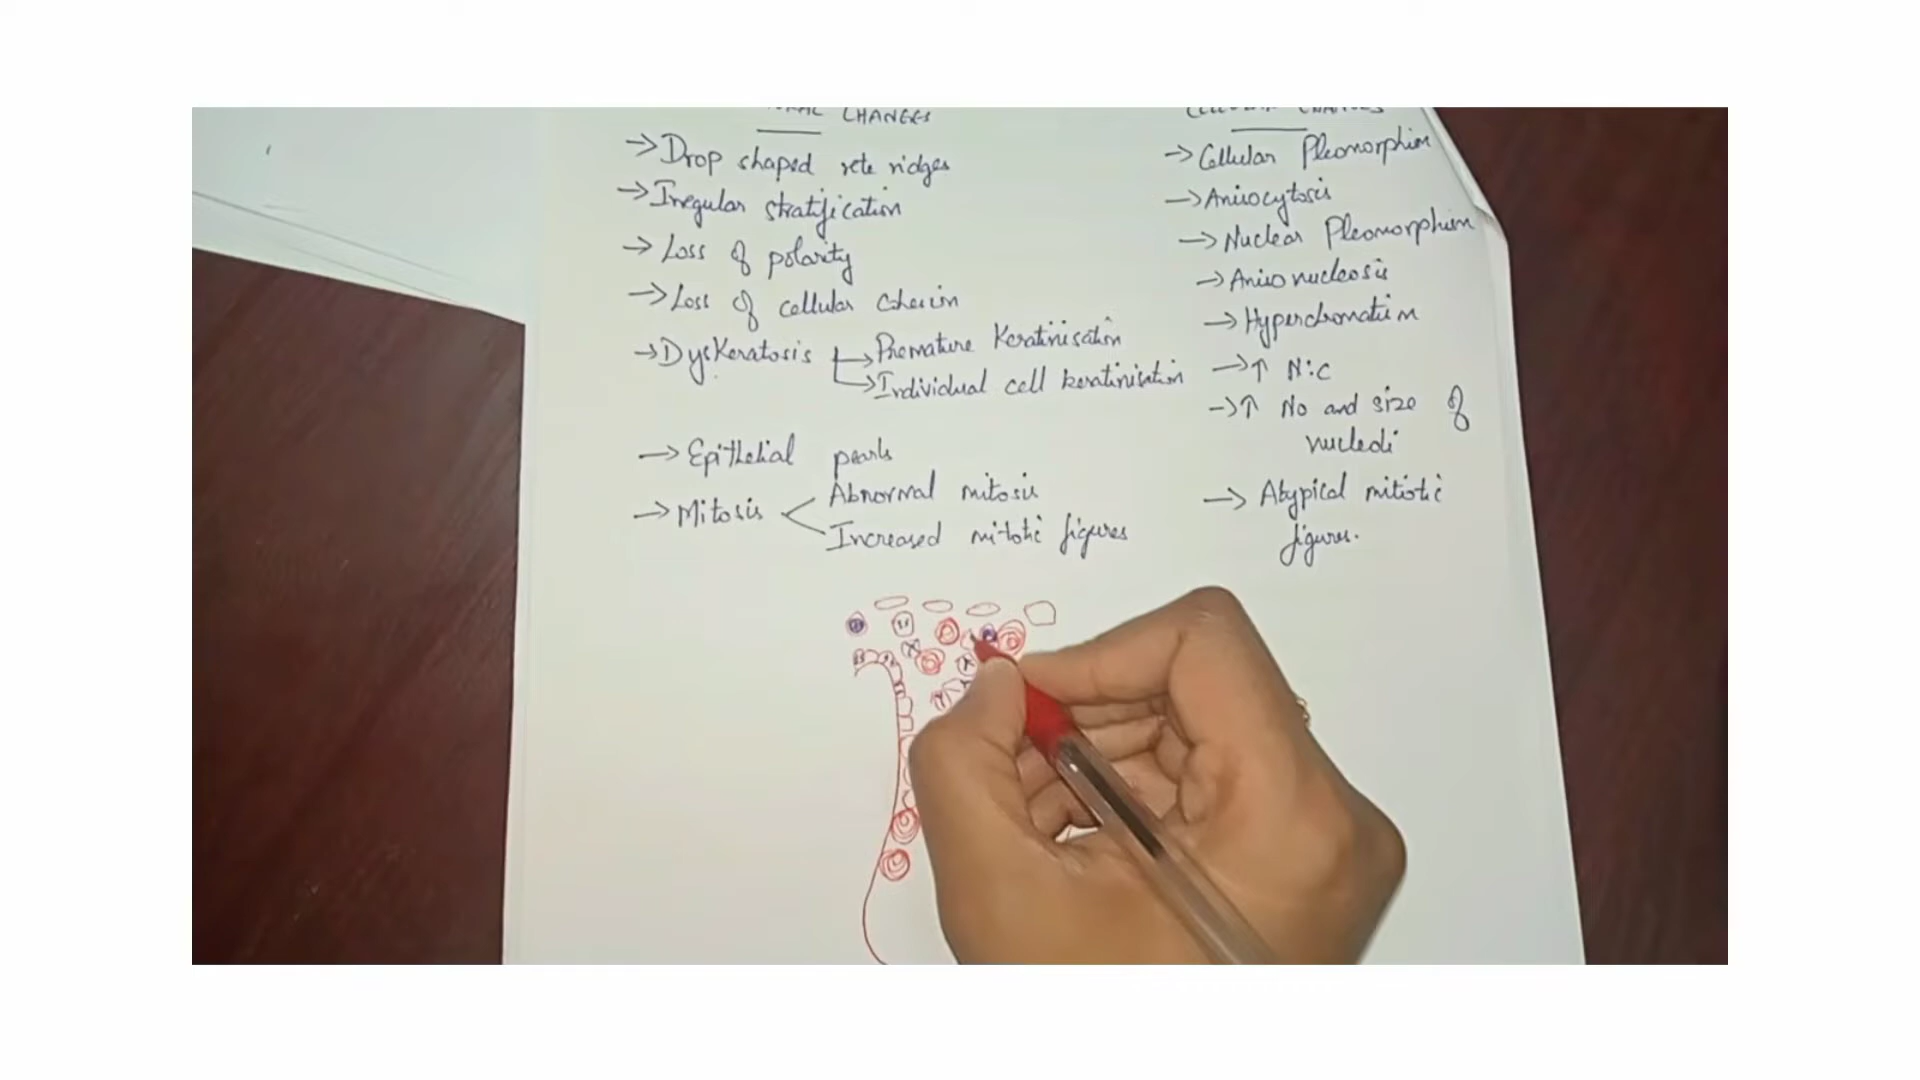 CHANGES
→ Drop shaped rete ridges
→ Irregular stratification
→ Loss of polarity
→ Loss of cellular Cohesion
→ Dyskeratosis → Premature Keratinisation
→ Individual cell keratinisation
→ Epithelial pearls
→ Mitosis Abnormal mitosis
Increased mitotic figures
CELLULAR CHANGES
→ Cellular Pleomorphism
→ Anisocytosis
→ Nuclear Pleomorphism
→ Anisonucleosis
→ Hyperchromatism
→ ↑ N:C
→ ↑ No and size of
nucleoli
→ Atypical mitotic
figures.